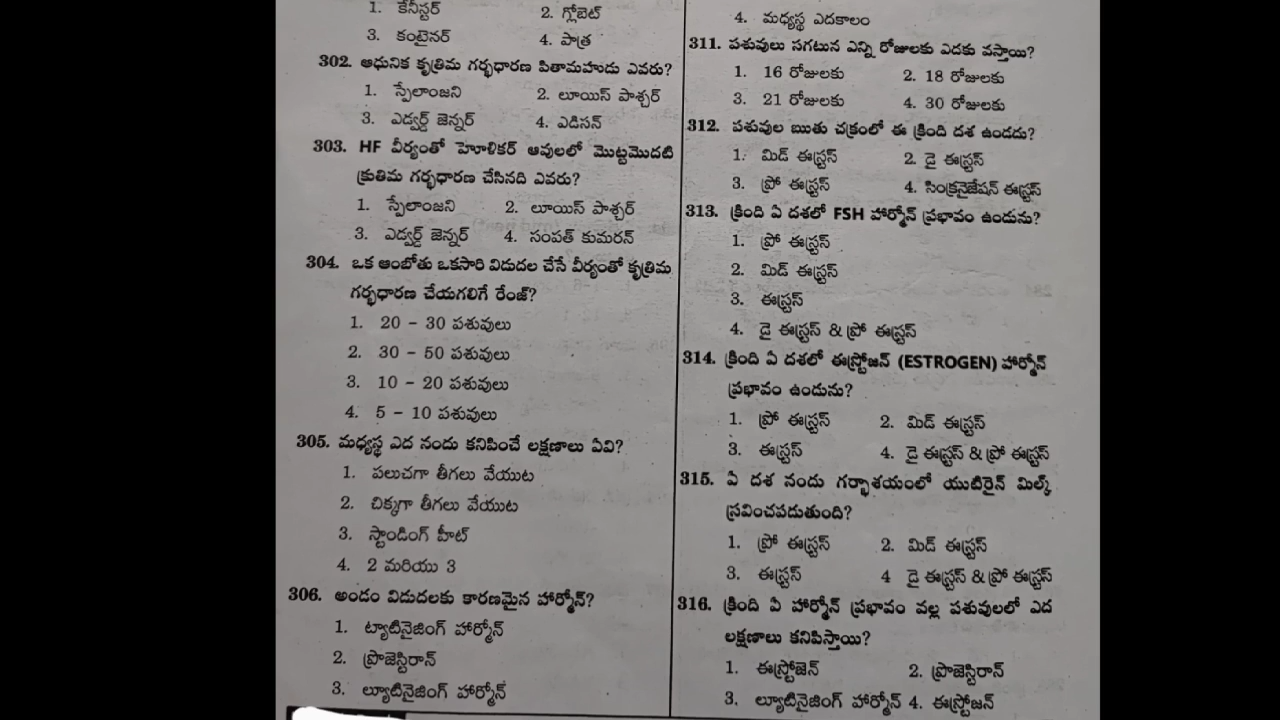 1. కేనిస్టర్ 2. గ్లోబెట్
3. కంటైనర్ 4. పాత్ర
302. ఆధునిక కృత్రిమ గర్భధారణ పితామహుడు ఎవరు?
1. స్పేలాంజని 2. లూయిస్ పాశ్చర్
3. ఎడ్వర్డ్ జెన్నర్ 4. ఎడిసన్
303. HF వీర్యంతో హెూళికర్ ఆవులలో మొట్టమొదటి
క్రుతిమ గర్భధారణ చేసినది ఎవరు?
1. స్పేలాంజని 2. లూయిస్ పాశ్చర్
3. ఎడ్వర్డ్ జెన్నర్ 4. సంపత్ కుమరన్
304. ఒక ఆంబోతు ఒకసారి విడుదల చేసే వీర్యంతో కృత్రిమ
గర్భధారణ చేయగలిగే రేంజ్?
1. 20 - 30 పశువులు
2. 30 - 50 పశువులు
3. 10 - 20 పశువులు
4. 5 - 10 పశువులు
305. మధ్యస్థ ఎద నందు కనిపించే లక్షణాలు ఏవి?
1. పలుచగా తీగలు వేయుట
2. చిక్కగా తీగలు వేయుట
3. స్టాండింగ్ హీట్
4. 2 మరియు 3
306. అండం విడుదలకు కారణమైన హార్మోన్?
1. ట్యాటినైజింగ్ హార్మోన్
2. ప్రొజెస్టిరాన్
3. ల్యూటినైజింగ్ హార్మోన్
4. మధ్యస్థ ఎదకాలం
311. పశువులు సగటున ఎన్ని రోజులకు ఎదకు వస్తాయి?
1. 16 రోజులకు 2. 18 రోజులకు
3. 21 రోజులకు 4. 30 రోజులకు
312. పశువుల ఋతు చక్రంలో ఈ క్రింది దశ ఉండదు?
1. మిడ్ ఈస్ట్రస్ 2. డై ఈస్ట్రస్
3. ప్రో ఈస్ట్రస్ 4. సింక్రనైజేషన్ ఈస్ట్రస్
313. క్రింది ఏ దశలో FSH హార్మోన్ ప్రభావం ఉండును?
1. ప్రో ఈస్ట్రస్
2. మిడ్ ఈస్ట్రస్
3. ఈస్ట్రస్
4. డై ఈస్ట్రస్ & ప్రో ఈస్ట్రస్
314. క్రింది ఏ దశలో ఈస్ట్రోజన్ (ESTROGEN) హార్మోన్
ప్రభావం ఉండును?
1. ప్రో ఈస్ట్రస్ 2. మిడ్ ఈస్ట్రస్
3. ఈస్ట్రస్ 4. డై ఈస్ట్రస్ & ప్రో ఈస్ట్రస్
315. ఏ దశ నందు గర్భాశయంలో యుటిరైన్ మిల్క్
స్రవించపడుతుంది?
1. ప్రో ఈస్ట్రస్ 2. మిడ్ ఈస్ట్రస్
3. ఈస్ట్రస్ 4 డై ఈస్ట్రస్ & ప్రో ఈస్ట్రస్
316. క్రింది ఏ హార్మోన్ ప్రభావం వల్ల పశువులలో ఎద
లక్షణాలు కనిపిస్తాయి?
1. ఈస్ట్రోజెన్ 2. ప్రొజెస్టిరాన్
3. ల్యూటినైజింగ్ హార్మోన్ 4. ఈస్ట్రోజన్